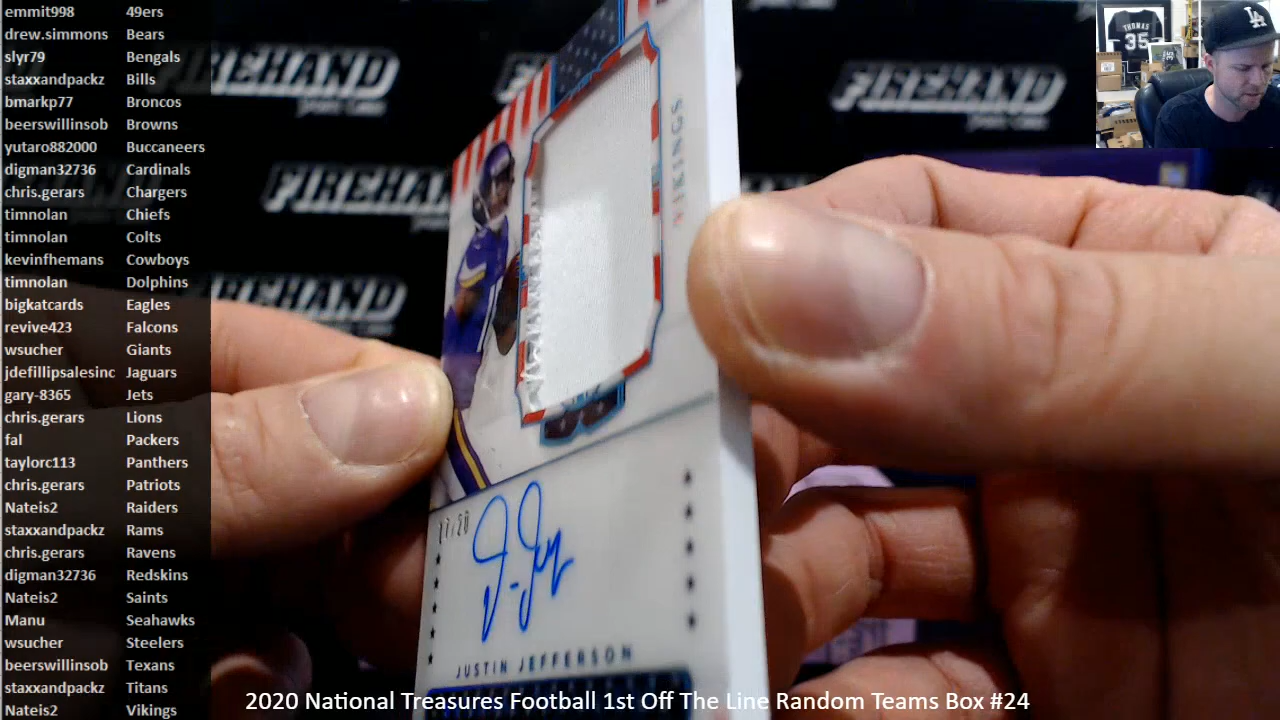 emmit998 49ers
drew.simmons Bears
slyr79 Bengals
staxxandpackz Bills
bmarkp77 Broncos
beerswillinsob Browns
yutaro882000 Buccaneers
digman32736 Cardinals
chris.gerars Chargers
timnolan Chiefs
timnolan Colts
kevinfhemans Cowboys
timnolan Dolphins
bigkatcards Eagles
revive423 Falcons
wsucher Giants
jdefillipsalesinc Jaguars
gary-8365 Jets
chris.gerars Lions
fal Packers
taylorc113 Panthers
chris.gerars Patriots
Nateis2 Raiders
staxxandpackz Rams
chris.gerars Ravens
digman32736 Redskins
Nateis2 Saints
Manu Seahawks
wsucher Steelers
beerswillinsob Texans
staxxandpackz Titans
Nateis2 Vikings
FIREHAND
FIREHAND
FIREHAND
FIREHAND
THOMAS
35
LA
VIKINGS
JUSTIN JEFFERSON
2020 National Treasures Football 1st Off The Line Random Teams Box #24